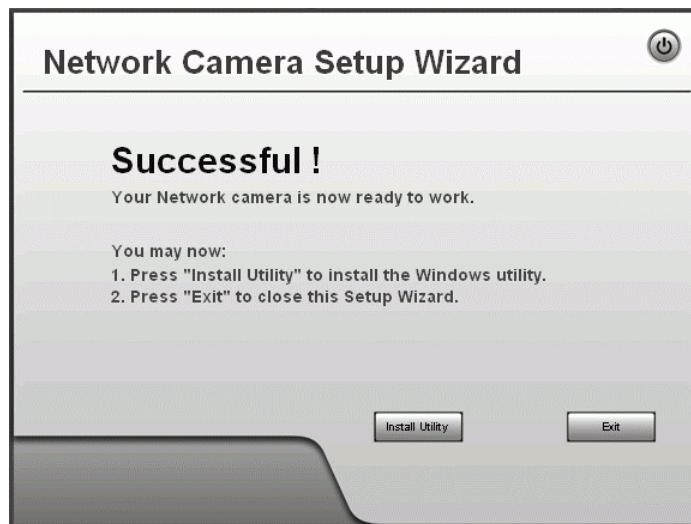 Network Camera Setup Wizard
Successful !
Your Network camera is now ready to work.
You may now:
1. Press "Install Utility" to install the Windows utility.
2. Press "Exit" to close this Setup Wizard.
Install Utility
Exit